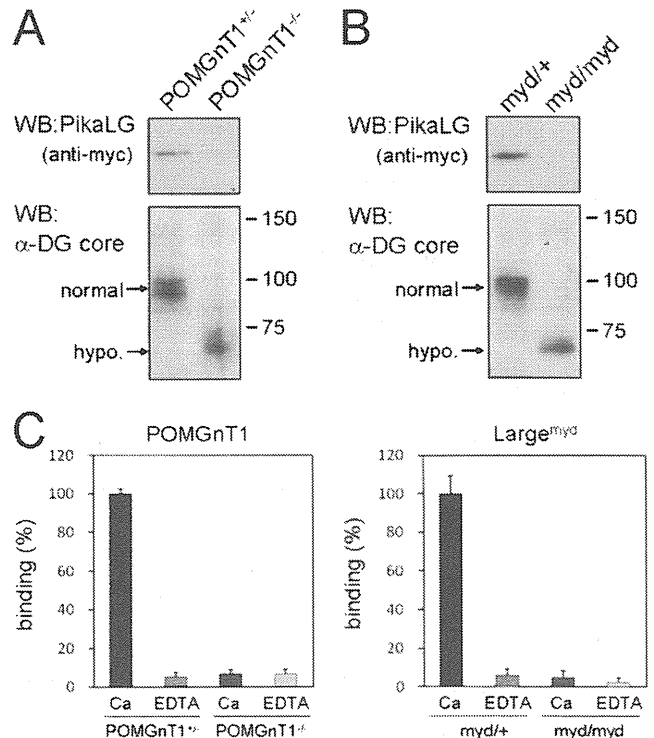 A
POMGnT1+/-
POMGnT1-/-
WB:PikaLG
(anti-myc)
WB:
α-DG core
normal
hypo.
150
100
75
B
myd/+
myd/myd
WB:PikaLG
(anti-myc)
WB:
α-DG core
normal
hypo.
150
100
75
C
POMGnT1
binding (%)
120
100
80
60
40
20
0
Ca EDTA Ca EDTA
POMGnT1+/- POMGnT1-/-
Largemyd
binding (%)
120
100
80
60
40
20
0
Ca EDTA Ca EDTA
myd/+ myd/myd